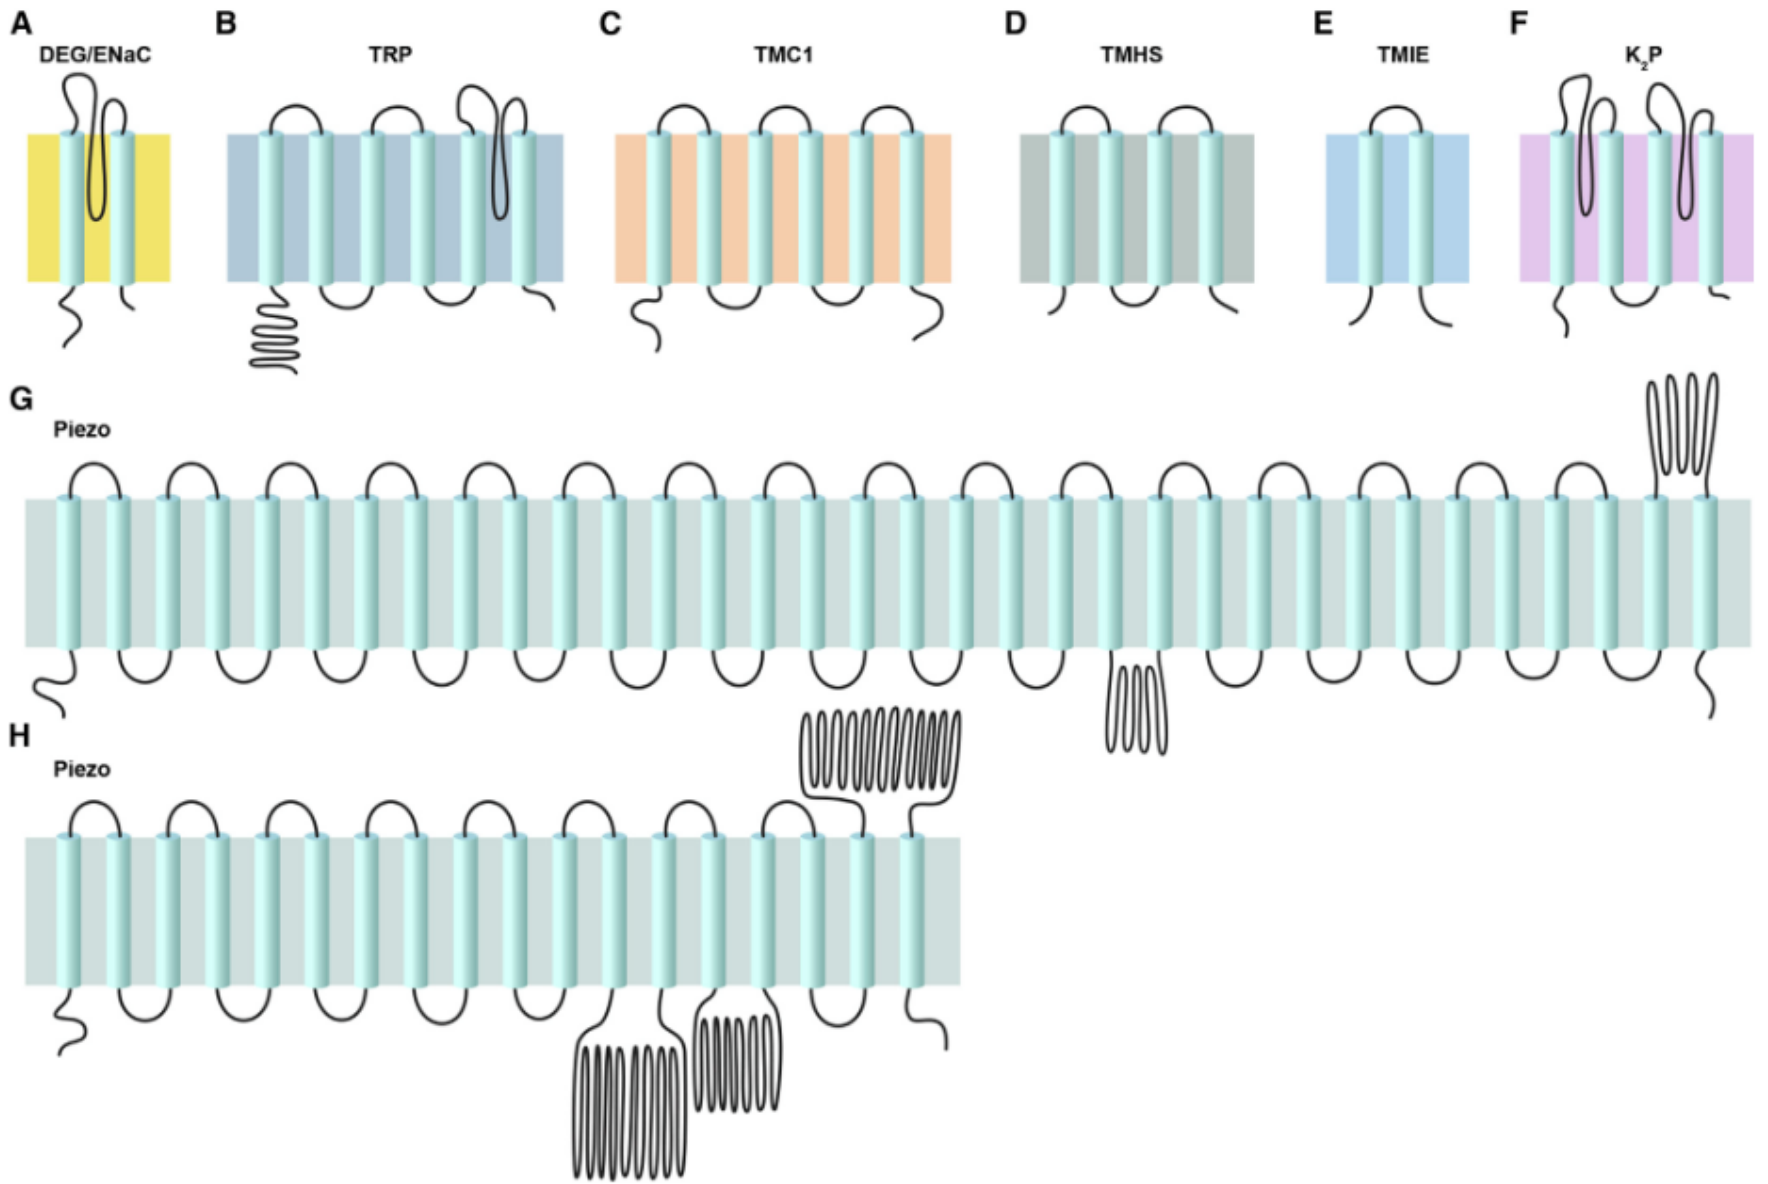 A
B
C
D
E
F
DEG/ENaC
TRP
TMC1
TMHS
TMIE
K₂P
G
Piezo
H
Piezo